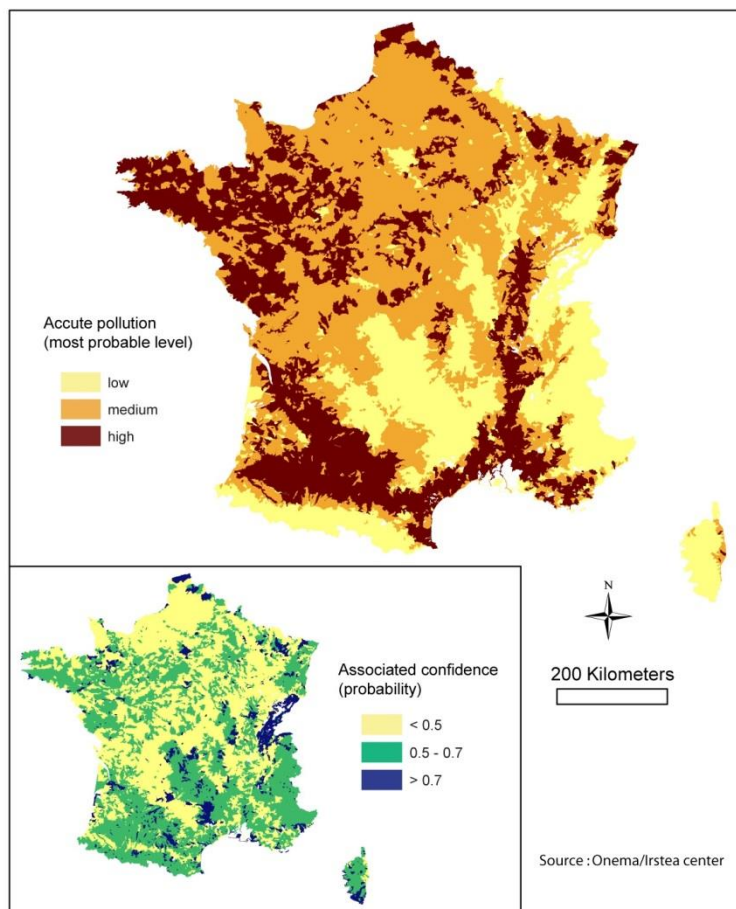 Accute pollution
(most probable level)
low
medium
high
N
200 Kilometers
Associated confidence
(probability)
< 0.5
0.5 - 0.7
> 0.7
Source : Onema/Irstea center